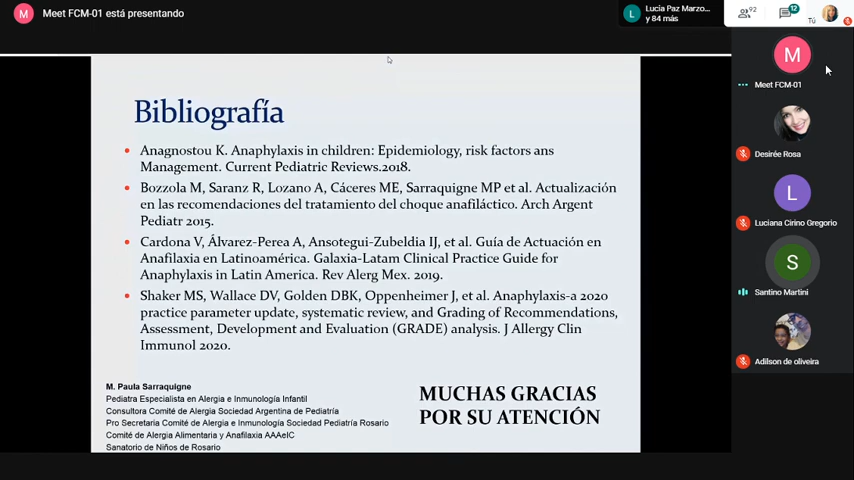 M Meet FCM-01 está presentando
L Lucia Paz Marzo...
y 84 más
92
12
Tú
Bibliografía
• Anagnostou K. Anaphylaxis in children: Epidemiology, risk factors ans
Management. Current Pediatric Reviews.2018.
• Bozzola M, Saranz R, Lozano A, Cáceres ME, Sarraquigne MP et al. Actualización
en las recomendaciones del tratamiento del choque anafiláctico. Arch Argent
Pediatr 2015.
• Cardona V, Álvarez-Perea A, Ansotegui-Zubeldia IJ, et al. Guía de Actuación en
Anafilaxia en Latinoamérica. Galaxia-Latam Clinical Practice Guide for
Anaphylaxis in Latin America. Rev Alerg Mex. 2019.
• Shaker MS, Wallace DV, Golden DBK, Oppenheimer J, et al. Anaphylaxis-a 2020
practice parameter update, systematic review, and Grading of Recommendations,
Assessment, Development and Evaluation (GRADE) analysis. J Allergy Clin
Immunol 2020.
M. Paula Sarraquigne
Pediatra Especialista en Alergia e Inmunología Infantil
Consultora Comité de Alergia Sociedad Argentina de Pediatría
Pro Secretaria Comité de Alergia e Inmunología Sociedad Pediatría Rosario
Comité de Alergia Alimentaria y Anafilaxia AAAeIC
Sanatorio de Niños de Rosario
MUCHAS GRACIAS
POR SU ATENCIÓN
M
Meet FCM-01
Desirée Rosa
L
Luciana Cirino Gregorio
S
Santino Martini
Adilson de oliveira